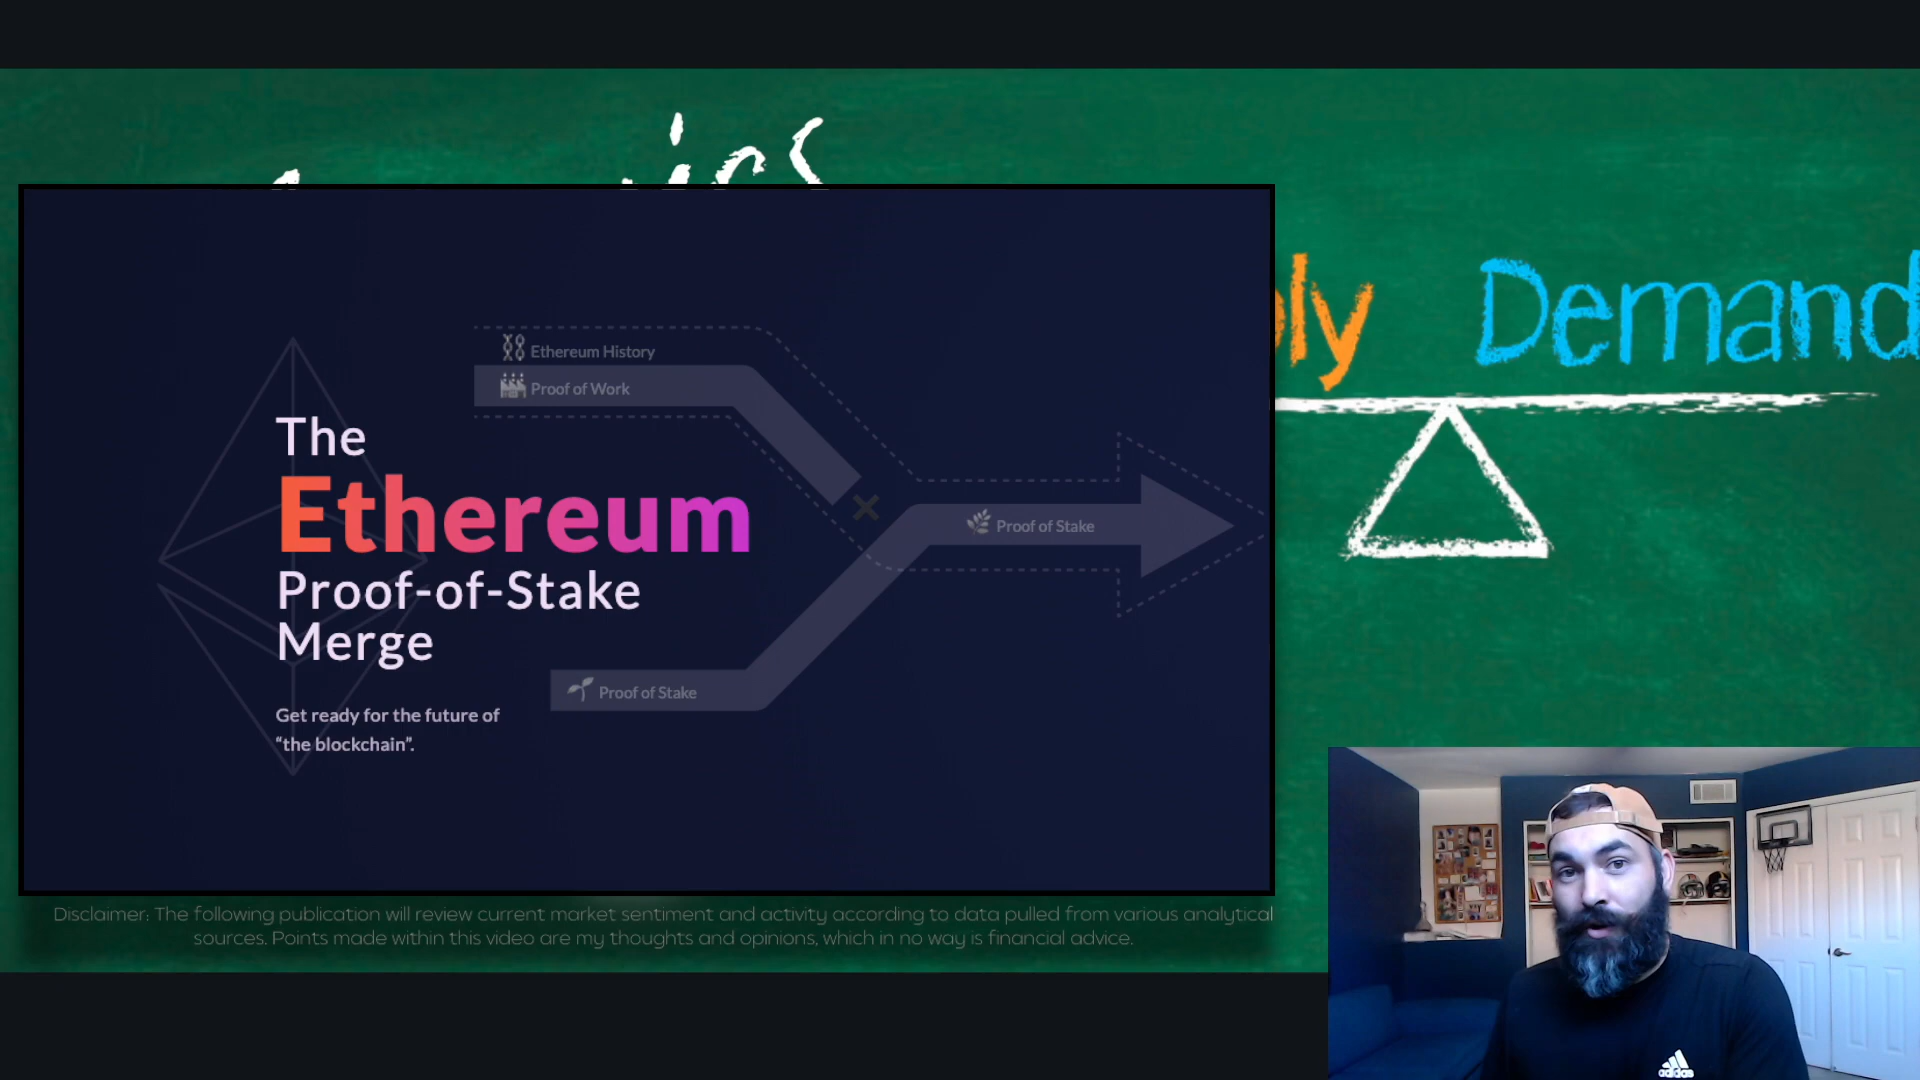 ply Demand
Ethereum History
Proof of Work
The
Ethereum
Proof-of-Stake
Merge
Proof of Stake
Proof of Stake
Get ready for the future of
“the blockchain”.
Disclaimer: The following publication will review current market sentiment and activity according to data pulled from various analytical
sources. Points made within this video are my thoughts and opinions, which in no way is financial advice.
adidas